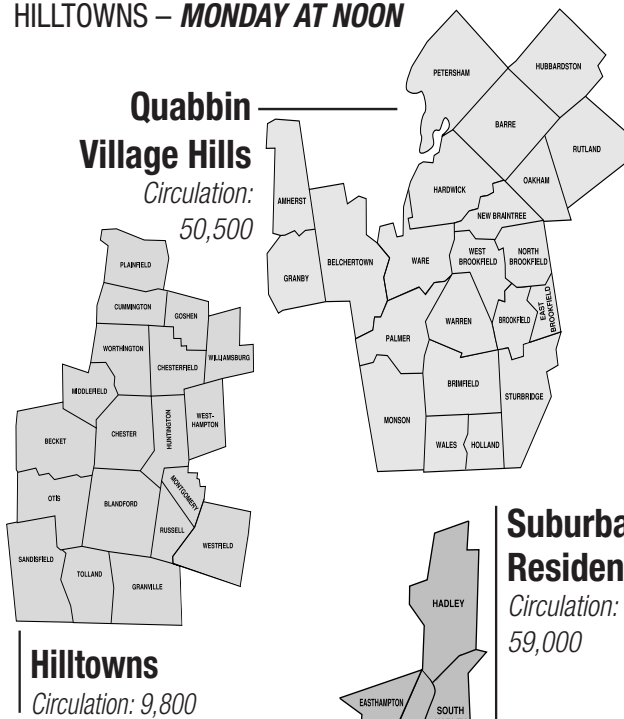 HILLTOWNS – MONDAY AT NOON
Quabbin
Village Hills
Circulation:
50,500
PETERSHAM
HUBBARDSTON
BARRE
RUTLAND
HARDWICK
OAKHAM
NEW BRAINTREE
AMHERST
GRANBY
BELCHERTOWN
WARE
WEST
BROOKFIELD
NORTH
BROOKFIELD
PALMER
WARREN
BROOKFIELD
EAST
BROOKFIELD
MONSON
BRIMFIELD
STURBRIDGE
WALES
HOLLAND
PLAINFIELD
CUMMINGTON
GOSHEN
WORTHINGTON
CHESTERFIELD
WILLIAMSBURG
MIDDLEFIELD
BECKET
CHESTER
HUNTINGTON
WEST-
HAMPTON
OTIS
BLANDFORD
MONTGOMERY
RUSSELL
WESTFIELD
SANDISFIELD
TOLLAND
GRANVILLE
Hilltowns
Circulation: 9,800
Suburba
Residen
Circulation:
59,000
HADLEY
EASTHAMPTON
SOUTH